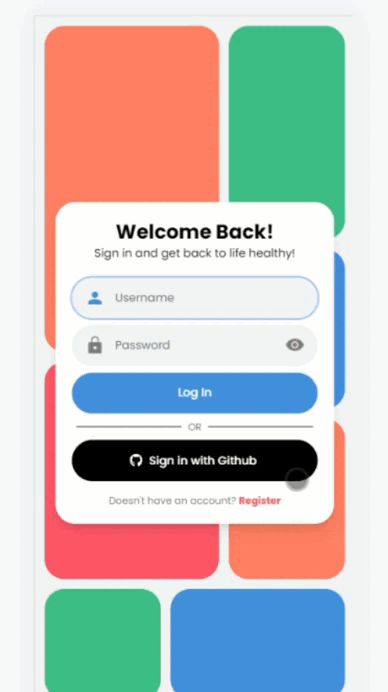 Welcome Back!
Sign in and get back to life healthy!
Username
Password
Log In
OR
Sign in with Github
Doesn't have an account? Register